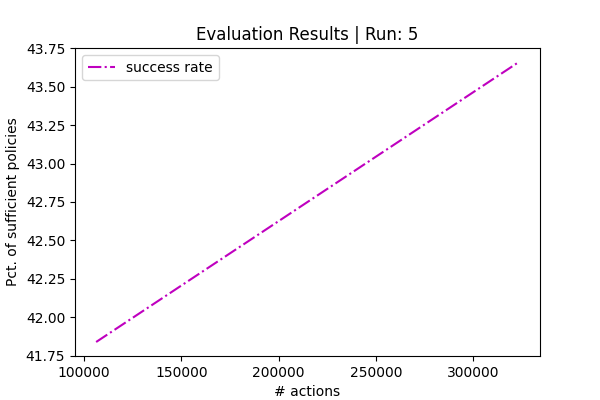 Evaluation Results | Run: 5
success rate
Pct. of sufficient policies
43.75
43.50
43.25
43.00
42.75
42.50
42.25
42.00
41.75
100000 150000 200000 250000 300000
# actions